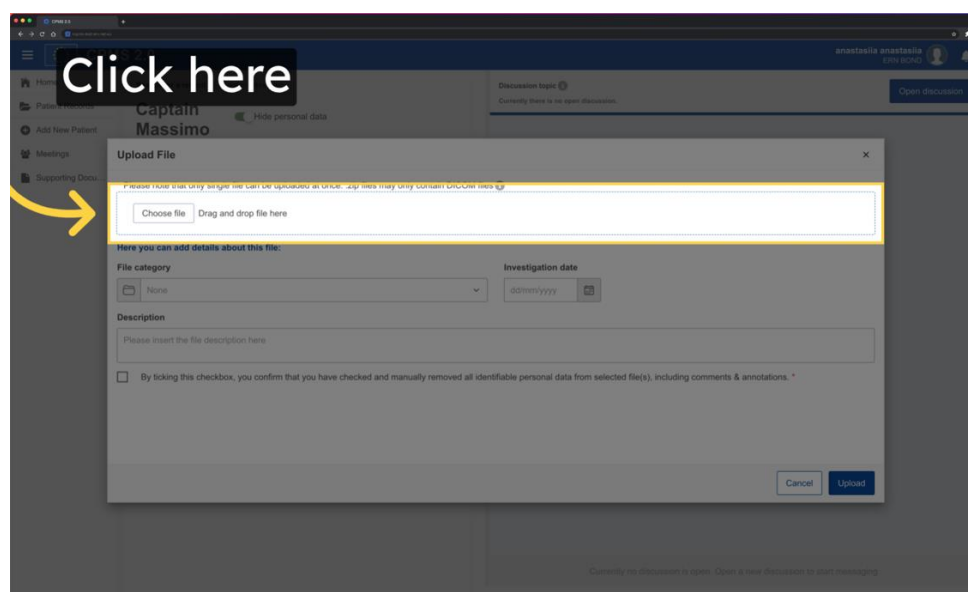 CPMS 2.0
anastasiia anastasiia
ERN BOND
Click here
Home
Patient Records
Add New Patient
Meetings
Supporting Docu...
Captain
Massimo
Hide personal data
Discussion topic
Currently there is no open discussion.
Open discussion
Upload File
Please note that only single file can be uploaded at once. .zip files may only contain DICOM files
Choose file Drag and drop file here
Here you can add details about this file:
File category
None
Investigation date
dd/mm/yyyy
Description
Please insert the file description here
By ticking this checkbox, you confirm that you have checked and manually removed all identifiable personal data from selected file(s), including comments & annotations. *
Cancel Upload
Currently no discussion is open. Open a new discussion to start messaging